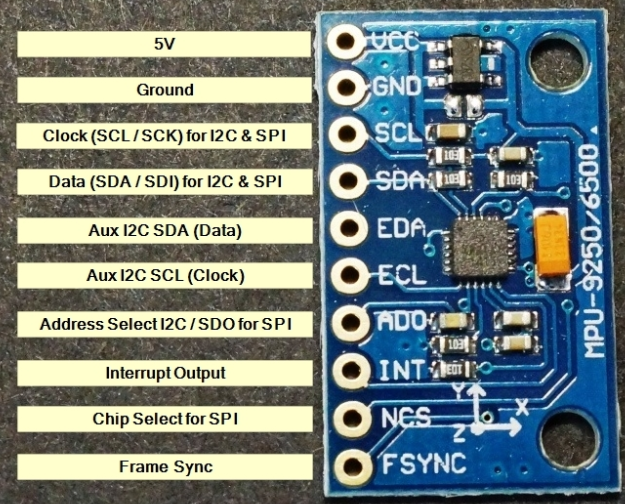 5V VCC
Ground GND
Clock (SCL / SCK) for I2C & SPI SCL
Data (SDA / SDI) for I2C & SPI SDA
Aux I2C SDA (Data) EDA
Aux I2C SCL (Clock) ECL
Address Select I2C / SDO for SPI ADO
Interrupt Output INT
Chip Select for SPI NCS
Frame Sync FSYNC
103
103
103
103
103
MPU-9250/6500
Y
X
Z